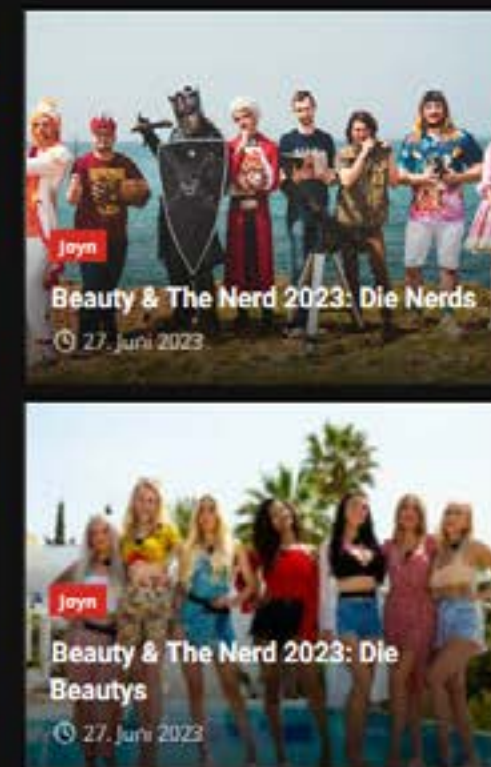 Joyn
Beauty & The Nerd 2023: Die Nerds
27. Juni 2023
Joyn
Beauty & The Nerd 2023: Die
Beautys
27. Juni 2023